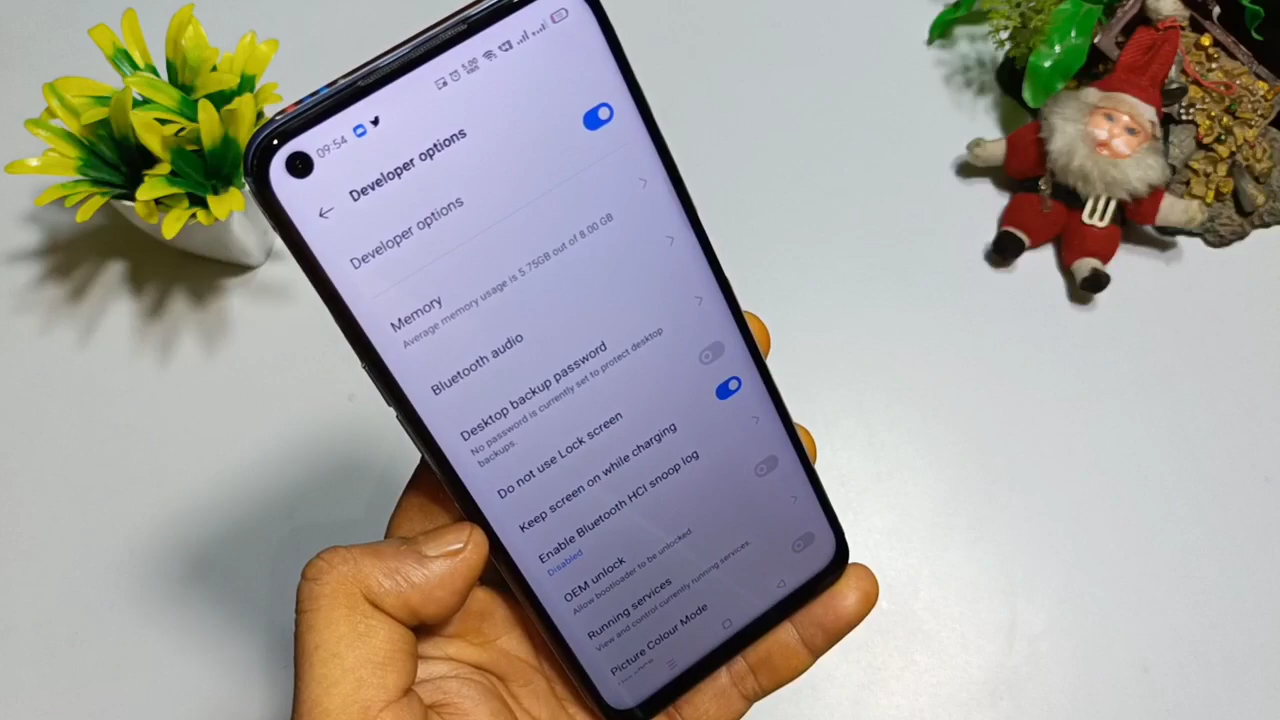 09:54
5.00
KB/S
Developer options
Developer options
Memory
Average memory usage is 5.75GB out of 8.00 GB
Bluetooth audio
Desktop backup password
No password is currently set to protect desktop
backups.
Do not use Lock screen
Keep screen on while charging
Enable Bluetooth HCI snoop log
Disabled
OEM unlock
Allow bootloader to be unlocked
Running services
View and control currently running services.
Picture Colour Mode